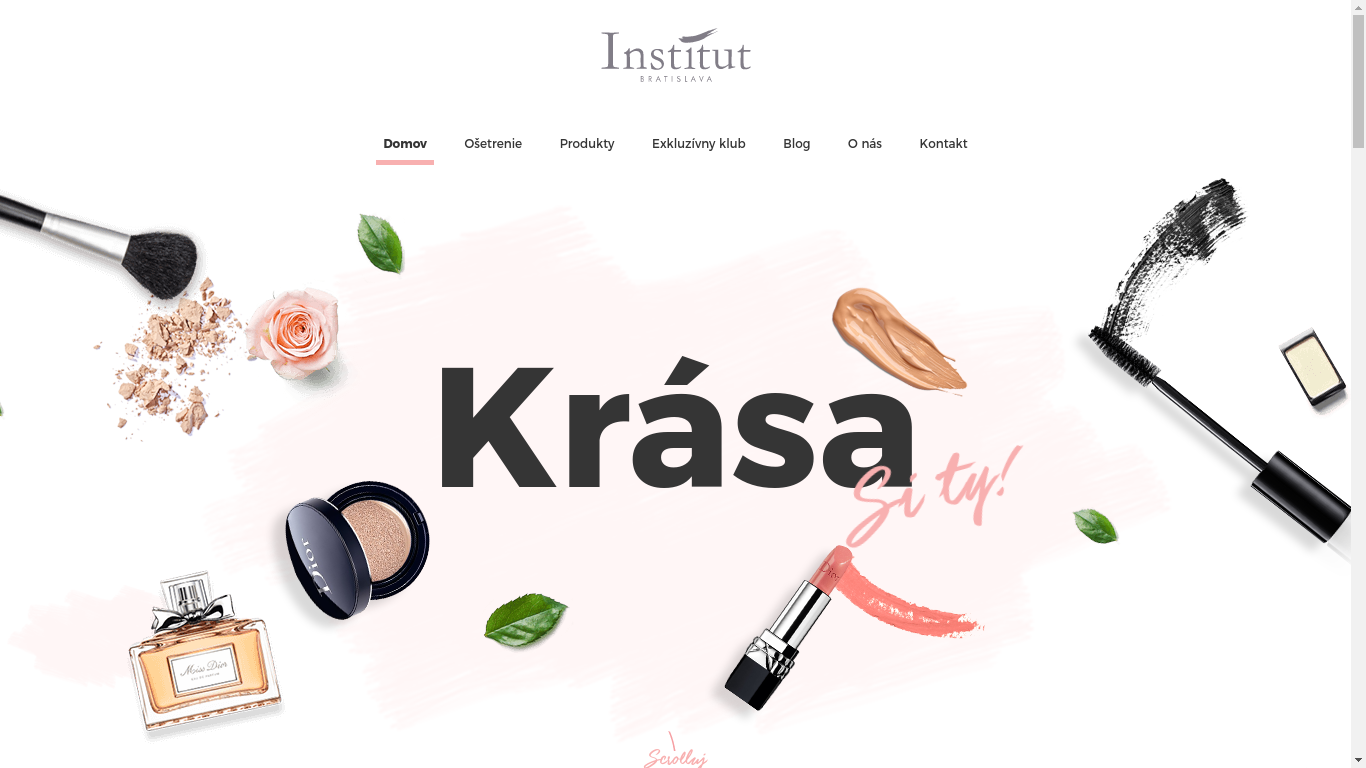 Institut
BRATISLAVA
Domov Ošetrenie Produkty Exkluzívny klub Blog O nás Kontakt
Krása
Si ty!
Dior
Dior
Miss Dior
EAU DE PARFUM
Scrolluj